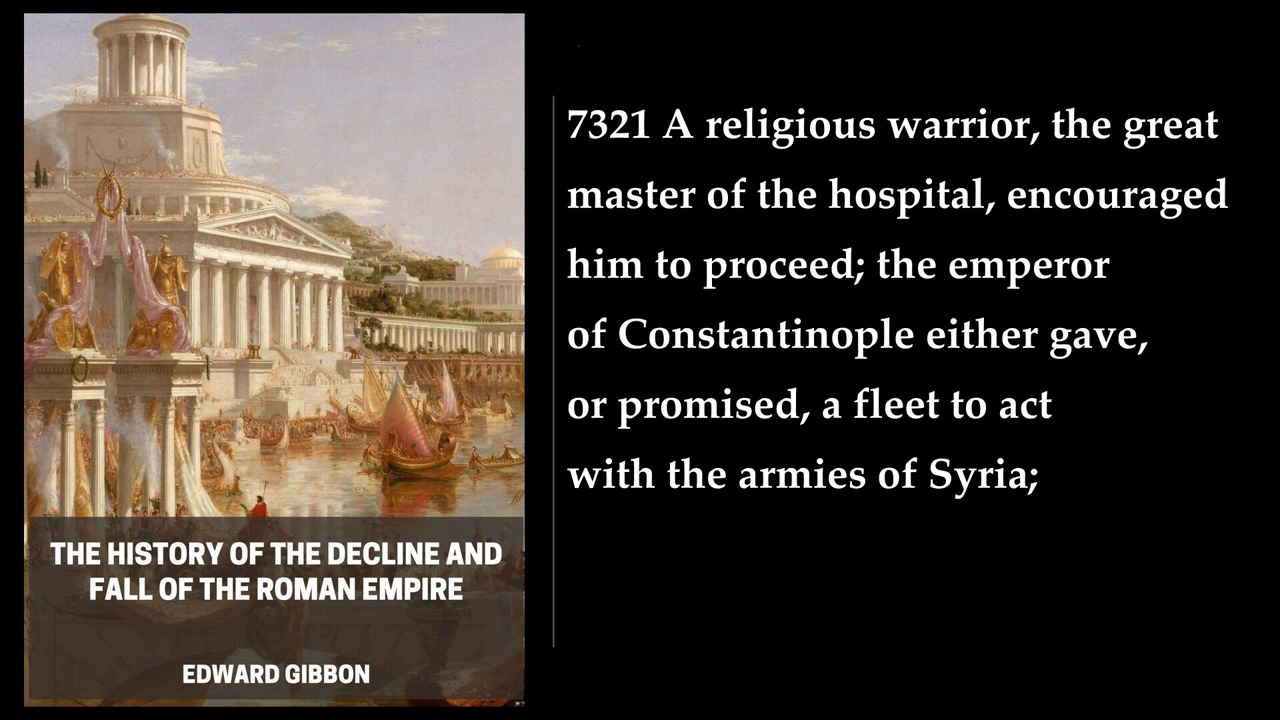 THE HISTORY OF THE DECLINE AND
FALL OF THE ROMAN EMPIRE
EDWARD GIBBON
7321 A religious warrior, the great
master of the hospital, encouraged
him to proceed; the emperor
of Constantinople either gave,
or promised, a fleet to act
with the armies of Syria;